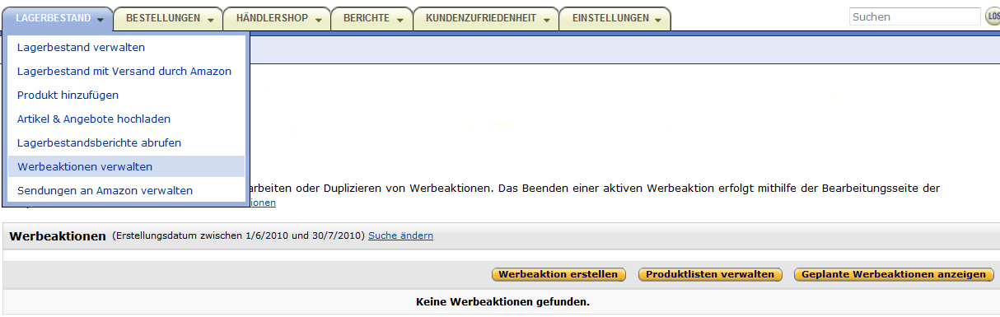 LAGERBESTAND BESTELLUNGEN HÄNDLERSHOP BERICHTE KUNDENZUFRIEDENHEIT EINSTELLUNGEN Suchen LOS
Lagerbestand verwalten
Lagerbestand mit Versand durch Amazon
Produkt hinzufügen
Artikel & Angebote hochladen
Lagerbestandsberichte abrufen
Werbeaktionen verwalten
Sendungen an Amazon verwalten
arbeiten oder Duplizieren von Werbeaktionen. Das Beenden einer aktiven Werbeaktion erfolgt mithilfe der Bearbeitungsseite der
ionen
Werbeaktionen (Erstellungsdatum zwischen 1/6/2010 und 30/7/2010) Suche ändern
Werbeaktion erstellen Produktlisten verwalten Geplante Werbeaktionen anzeigen
Keine Werbeaktionen gefunden.